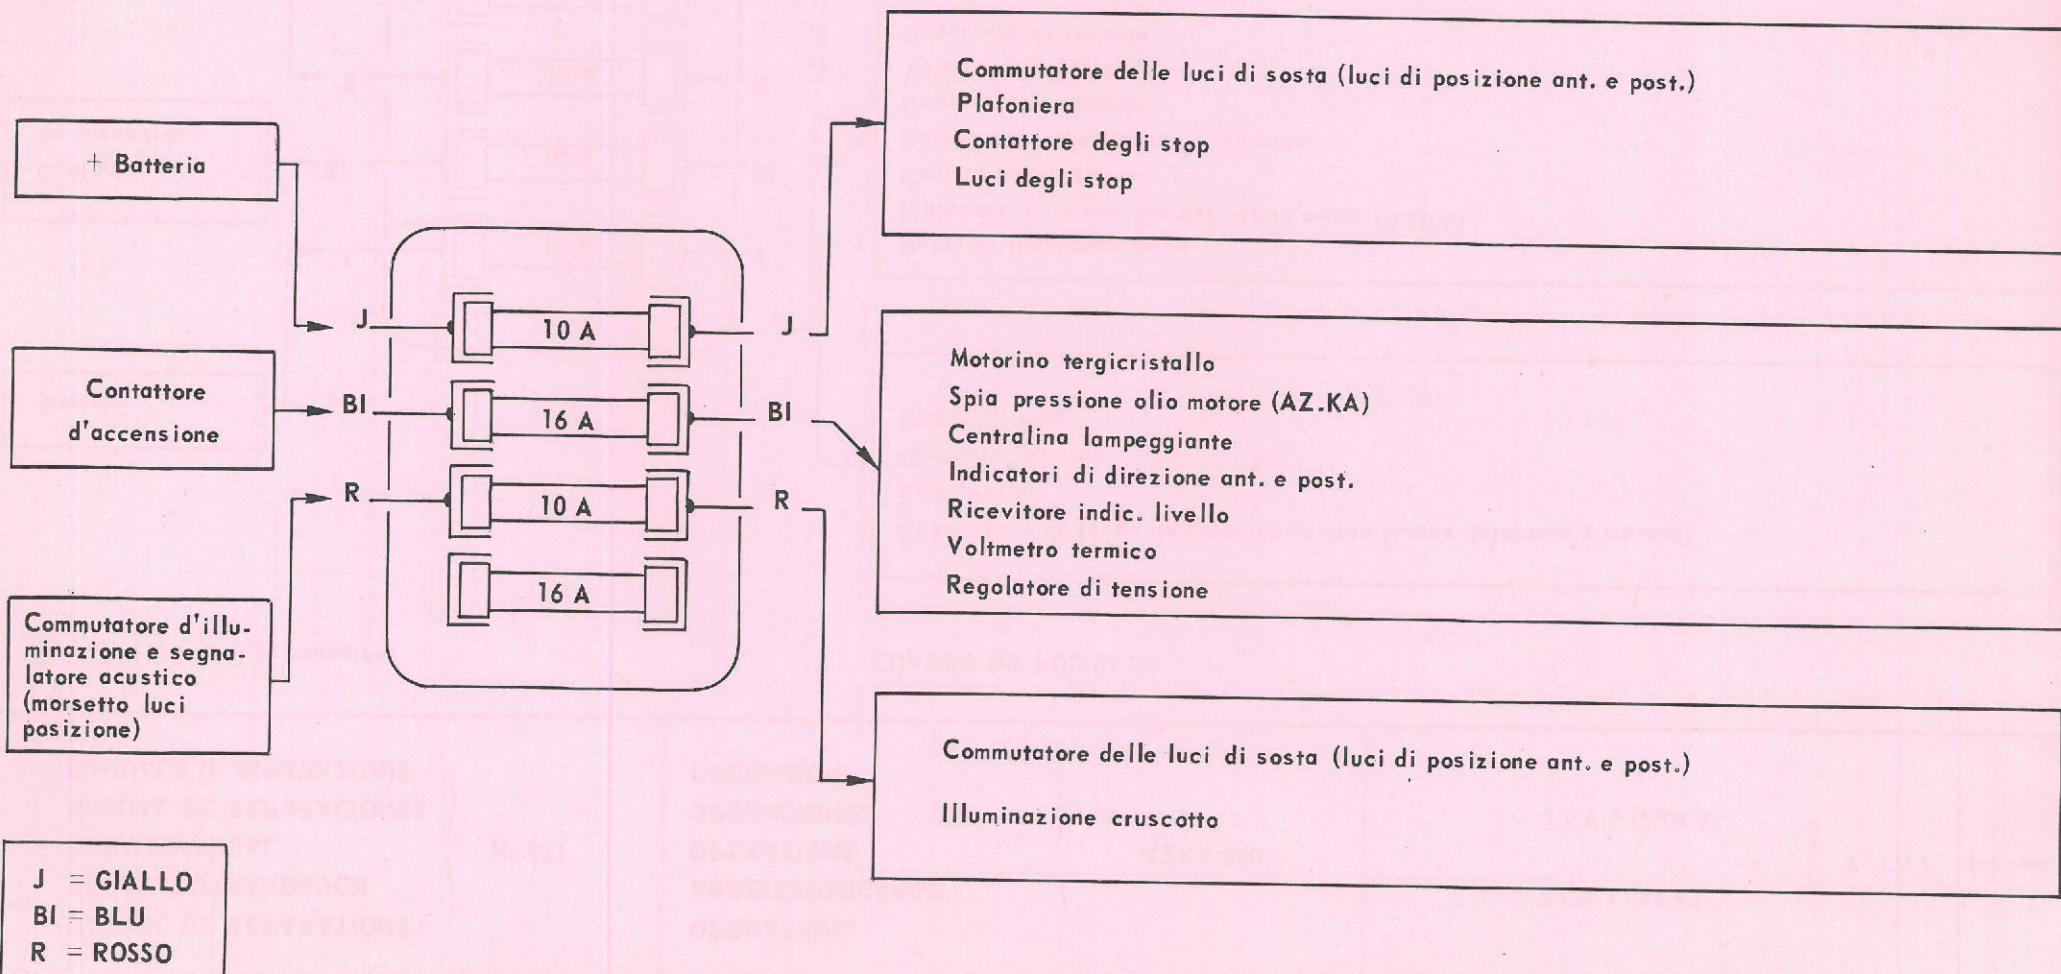 Commutatore delle luci di sosta (luci di posizione ant. e post.)
Plafoniera
Contattore degli stop
Luci degli stop
+ Batteria
J
10 A
J
Contattore
d'accensione
BI
16 A
BI
Motorino tergicristallo
Spia pressione olio motore (AZ.KA)
Centralina lampeggiante
Indicatori di direzione ant. e post.
Ricevitore indic. livello
Voltmetro termico
Regolatore di tensione
R
10 A
R
16 A
Commutatore d'illu-
minazione e segna-
latore acustico
(morsetto luci
posizione)
Commutatore delle luci di sosta (luci di posizione ant. e post.)
Illuminazione cruscotto
J = GIALLO
BI = BLU
R = ROSSO